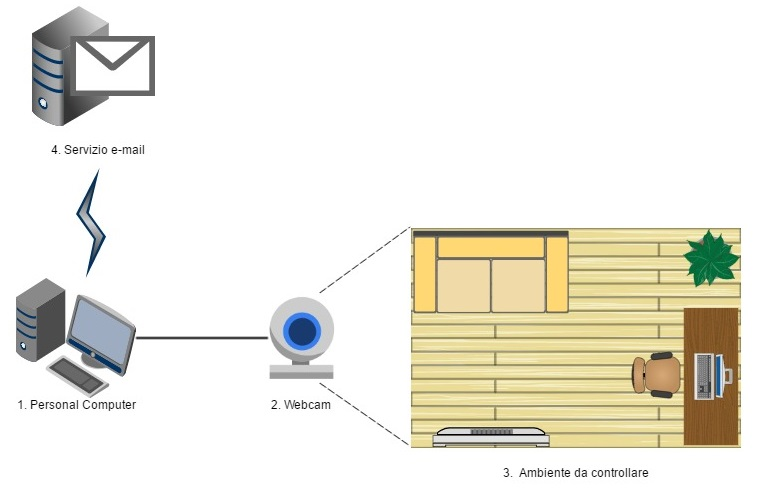 4. Servizio e-mail
1. Personal Computer
2. Webcam
3. Ambiente da controllare